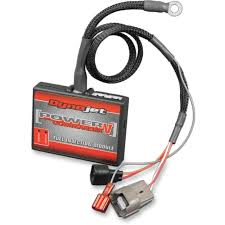 Dynojet
POWER V
COMMANDER
FUEL INJECTION MODULE